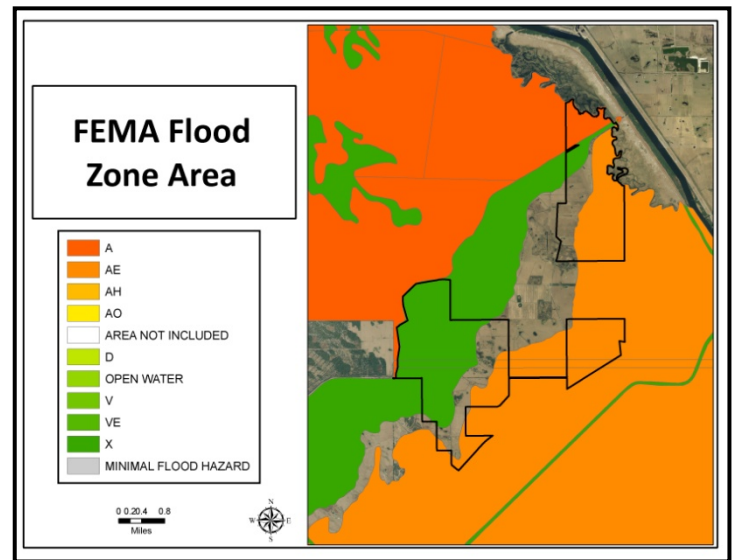 FEMA Flood
Zone Area
A
AE
AH
AO
AREA NOT INCLUDED
D
OPEN WATER
V
VE
X
MINIMAL FLOOD HAZARD
0 0.20.4 0.8
Miles
N
W E
S